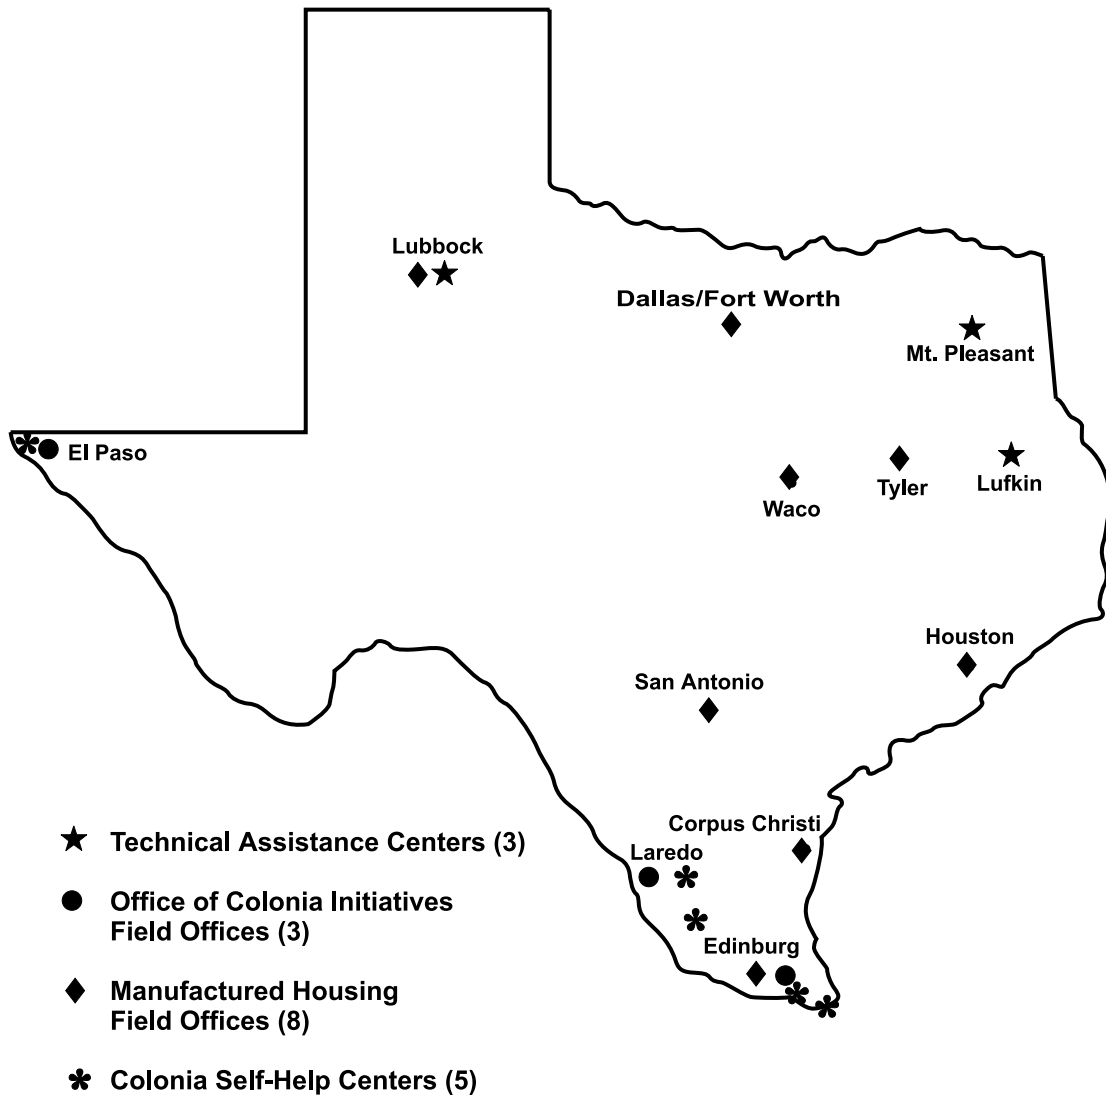 Lubbock
Dallas/Fort Worth
Mt. Pleasant
El Paso
Tyler
Lufkin
Waco
Houston
San Antonio
Corpus Christi
Laredo
Edinburg
Technical Assistance Centers (3)
Office of Colonia Initiatives
Field Offices (3)
Manufactured Housing
Field Offices (8)
Colonia Self-Help Centers (5)